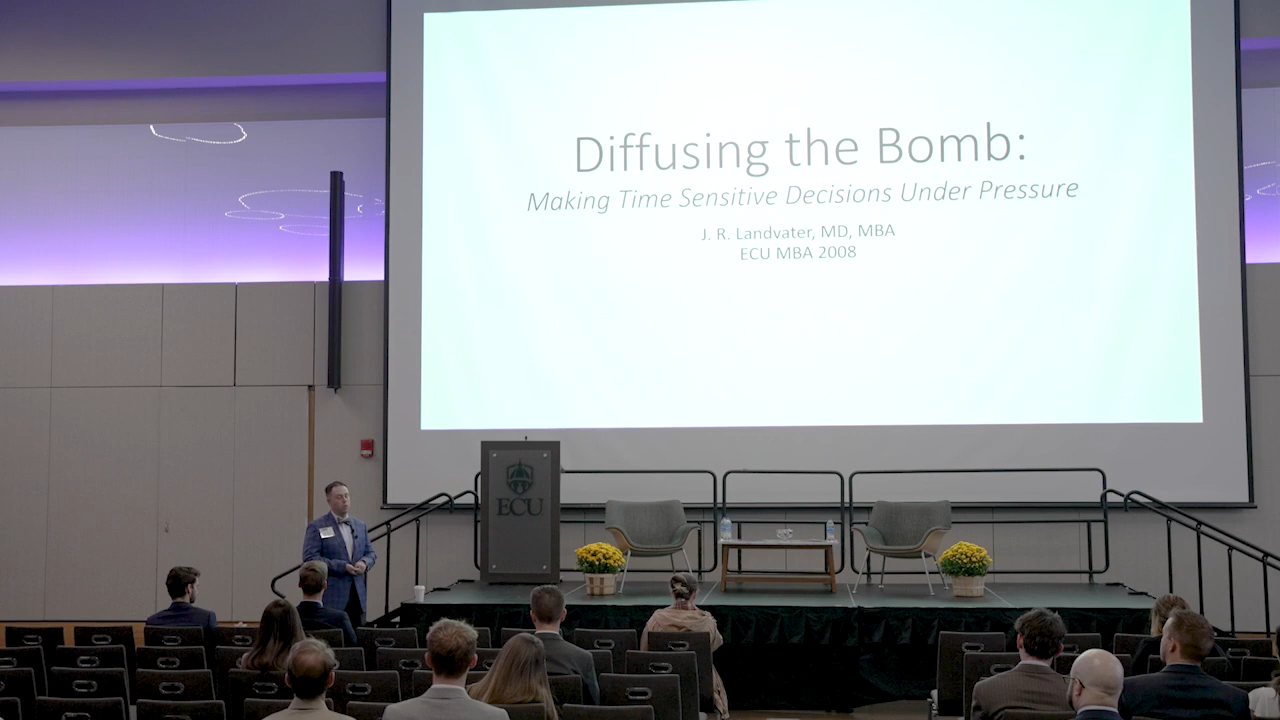 Diffusing the Bomb:
Making Time Sensitive Decisions Under Pressure
J. R. Landvater, MD, MBA
ECU MBA 2008
ECU